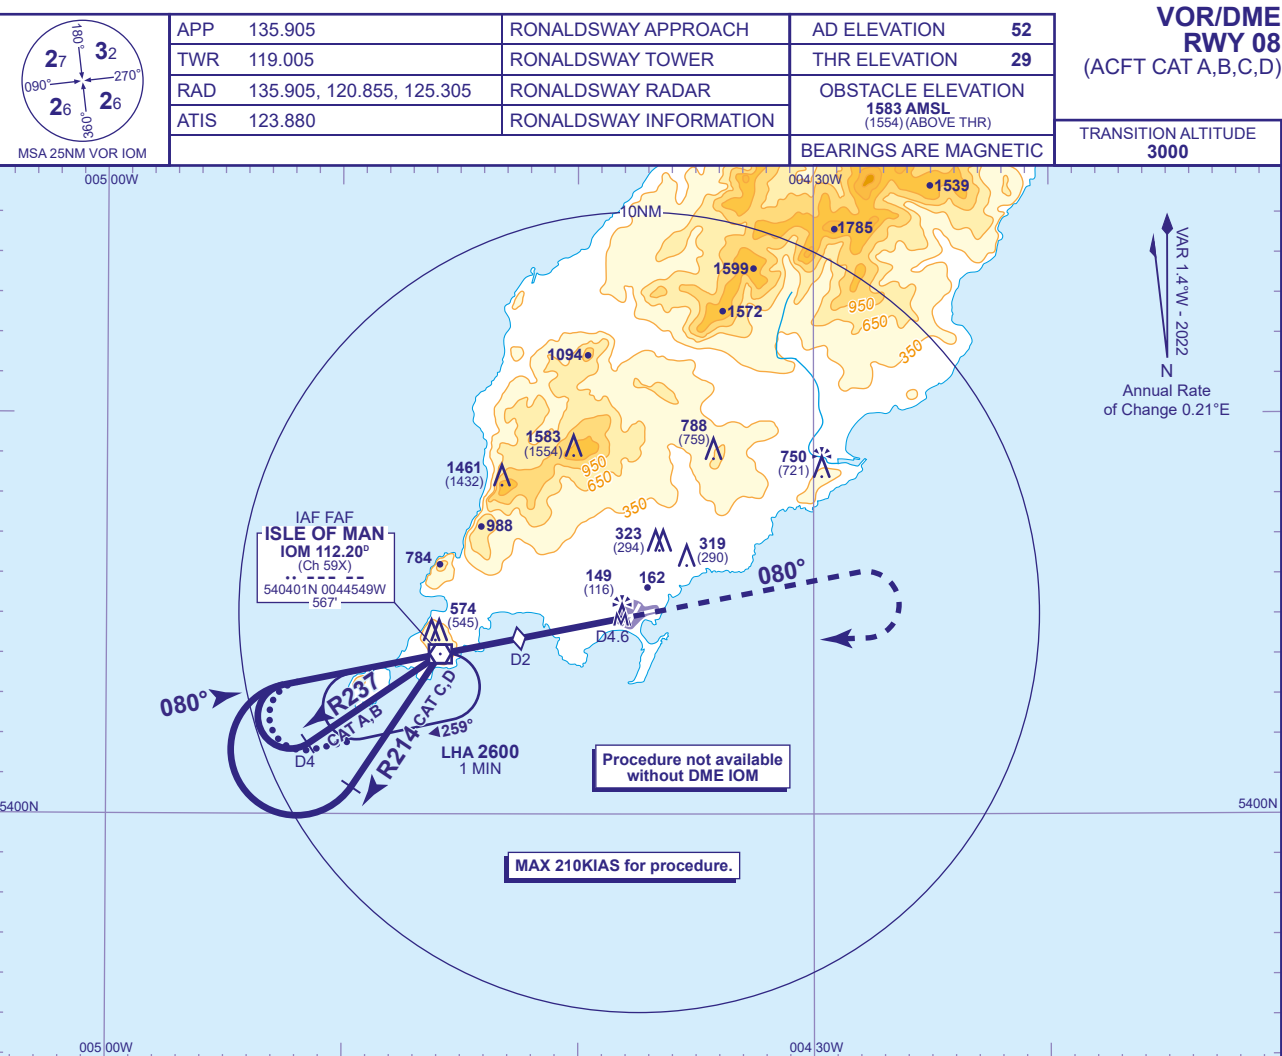 VOR/DME
RWY 08
(ACFT CAT A,B,C,D)
180°
27
32
090°
270°
26
26
360°
MSA 25NM VOR IOM
APP 135.905 RONALDSWAY APPROACH
TWR 119.005 RONALDSWAY TOWER
RAD 135.905, 120.855, 125.305 RONALDSWAY RADAR
ATIS 123.880 RONALDSWAY INFORMATION
AD ELEVATION 52
THR ELEVATION 29
OBSTACLE ELEVATION
1583 AMSL
(1554) (ABOVE THR)
BEARINGS ARE MAGNETIC
TRANSITION ALTITUDE
3000
005 00W
004 30W
1539
10NM
1785
1599
1572
950
650
350
VAR 1.4°W - 2022
N
Annual Rate
of Change 0.21°E
1094
1583
(1554)
788
(759)
750
(721)
1461
(1432)
950
650
350
988
IAF FAF
ISLE OF MAN
IOM 112.20D
(Ch 59X)
.. --- --
540401N 0044549W
567'
784
323
(294)
319
(290)
149
(116)
162
080°
574
(545)
D4.6
D2
080°
R237
CAT A,B
R214
CAT C,D
259°
D4
LHA 2600
1 MIN
Procedure not available
without DME IOM
5400N
5400N
MAX 210KIAS for procedure.
005 00W
004 30W